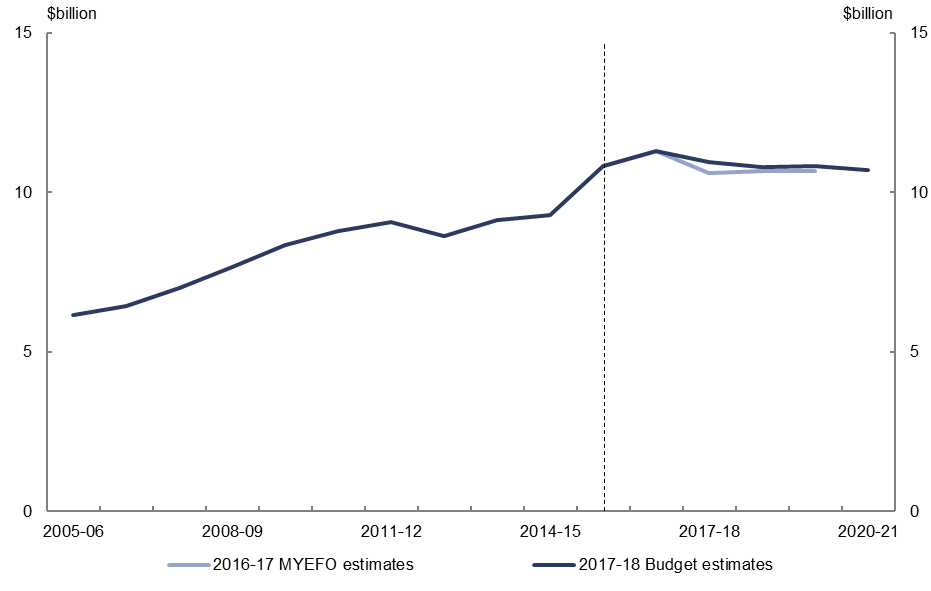 $billion $billion
15 15
10 10
5 5
0 0
2005-06 2008-09 2011-12 2014-15 2017-18 2020-21
2016-17 MYEFO estimates 2017-18 Budget estimates